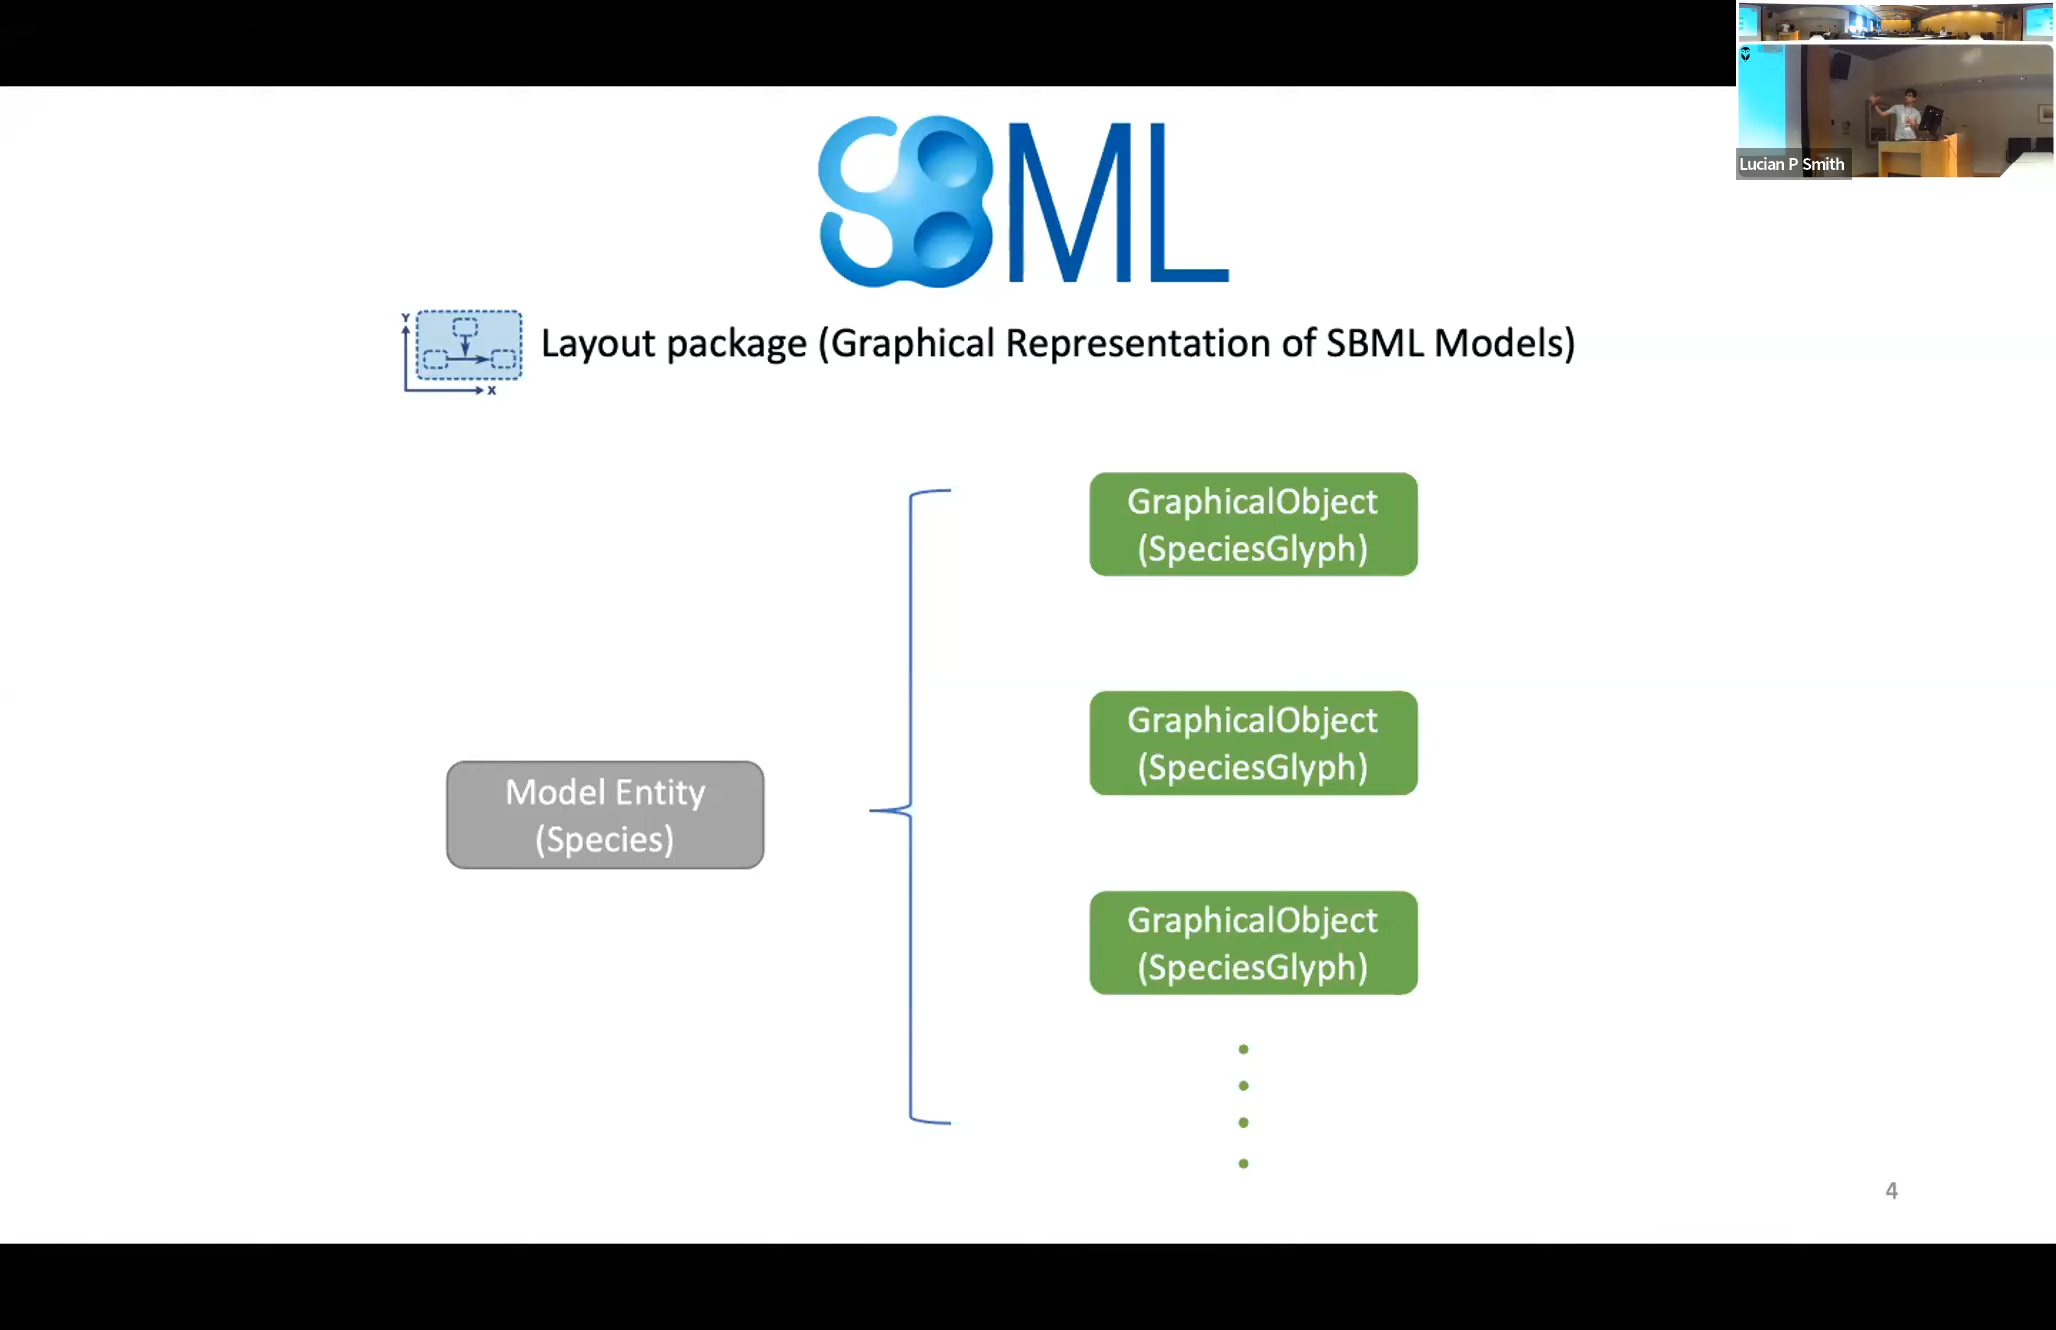 Lucian P Smith
SBML
Y
X
Layout package (Graphical Representation of SBML Models)
GraphicalObject
(SpeciesGlyph)
GraphicalObject
(SpeciesGlyph)
Model Entity
(Species)
GraphicalObject
(SpeciesGlyph)
4